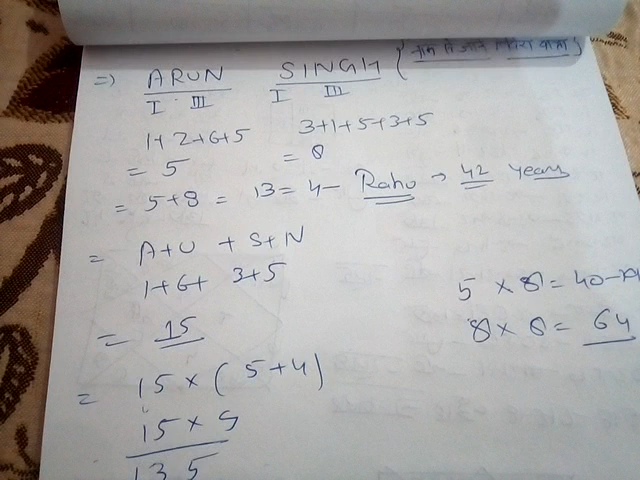 =) ARUN SINGH (नाम से जाने
I III I III
1+2+6+5 3+1+5+3+5
= 5 = 8
= 5+8 = 13 = 4- Rahu → 42 years
= A+U + S+N
1+6+ 3+5 5 x 8 = 40
= 15 8 x 8 = 64
= 15 x ( 5+4)
15 x 9
135